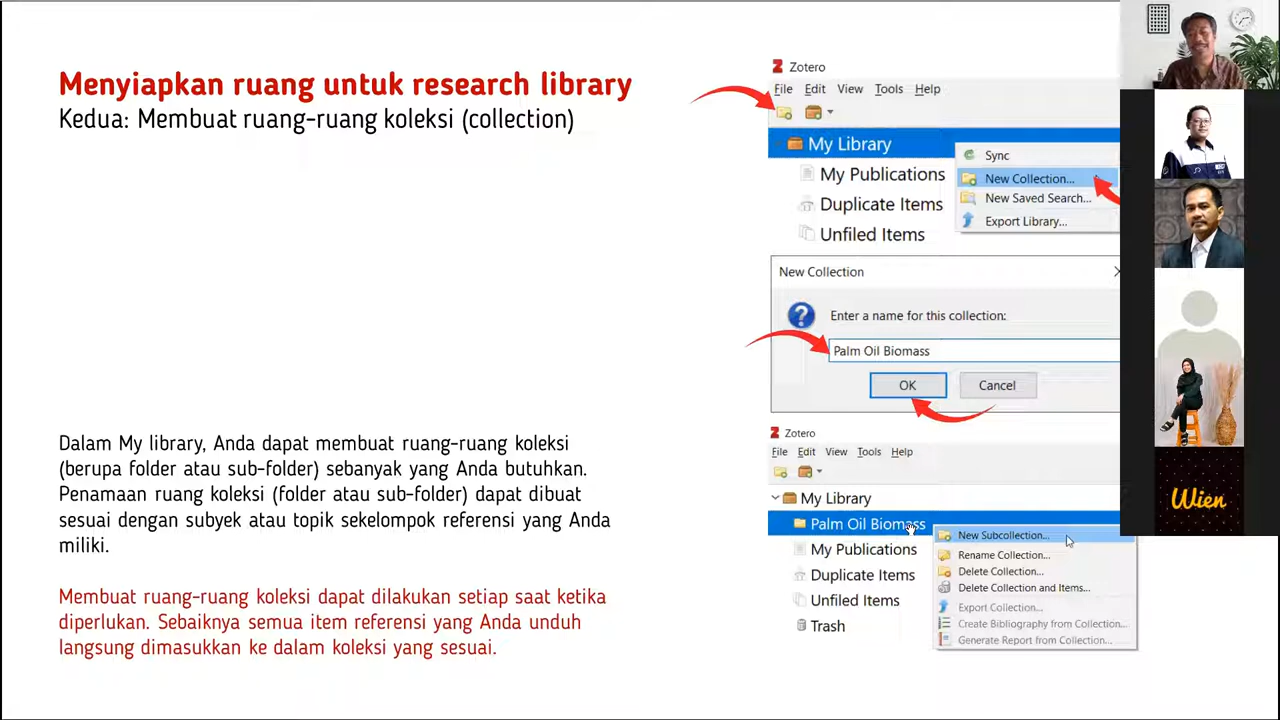 Menyiapkan ruang untuk research library
Kedua: Membuat ruang-ruang koleksi (collection)
Dalam My library, Anda dapat membuat ruang-ruang koleksi
(berupa folder atau sub-folder) sebanyak yang Anda butuhkan.
Penamaan ruang koleksi (folder atau sub-folder) dapat dibuat
sesuai dengan subyek atau topik sekelompok referensi yang Anda
miliki.
Membuat ruang-ruang koleksi dapat dilakukan setiap saat ketika
diperlukan. Sebaiknya semua item referensi yang Anda unduh
langsung dimasukkan ke dalam koleksi yang sesuai.
Z Zotero
File Edit View Tools Help
My Library
My Publications
Duplicate Items
Unfiled Items
Sync
New Collection...
New Saved Search...
Export Library...
New Collection
Enter a name for this collection:
Palm Oil Biomass
OK Cancel
Z Zotero
File Edit View Tools Help
My Library
Palm Oil Biomass
My Publications
Duplicate Items
Unfiled Items
Trash
New Subcollection...
Rename Collection...
Delete Collection...
Delete Collection and Items...
Export Collection...
Create Bibliography from Collection...
Generate Report from Collection...
Wien